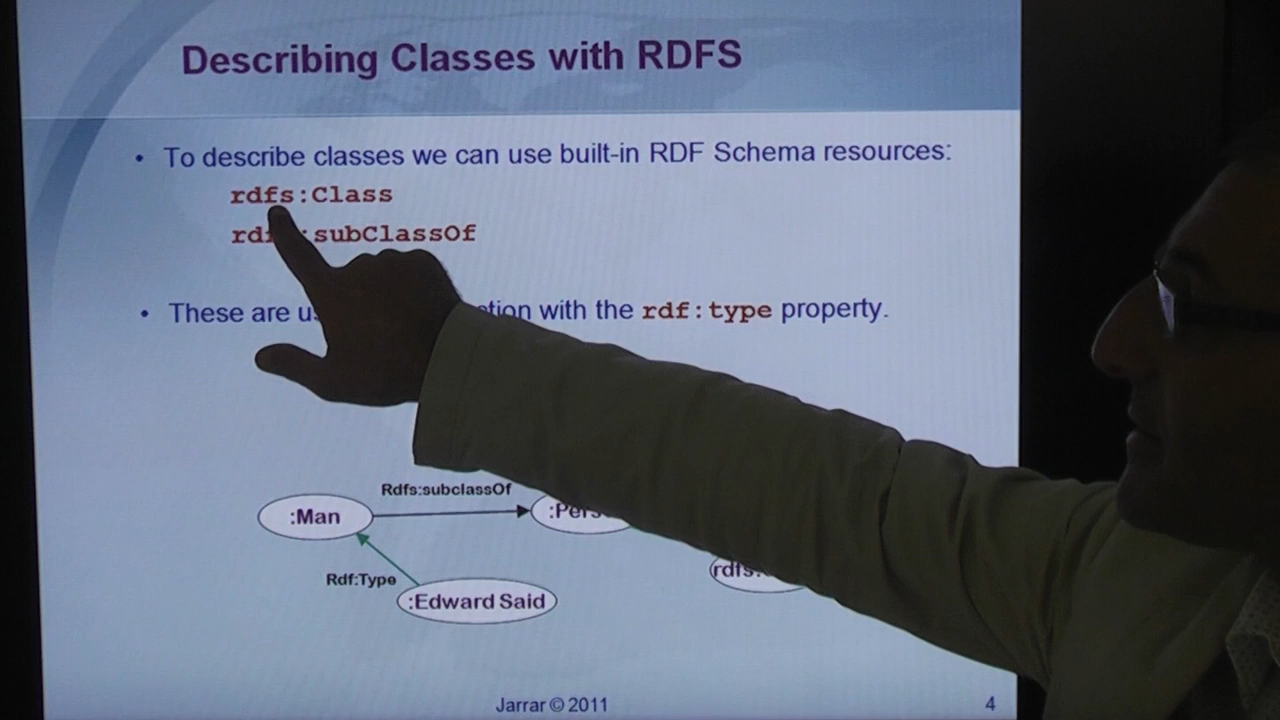 Describing Classes with RDFS
• To describe classes we can use built-in RDF Schema resources:
rdfs:Class
:subClassOf
• These are with the rdf:type property.
Rdfs:subclassOf
:Man
Rdf:Type
:Edward Said
Jarrar © 2011
4